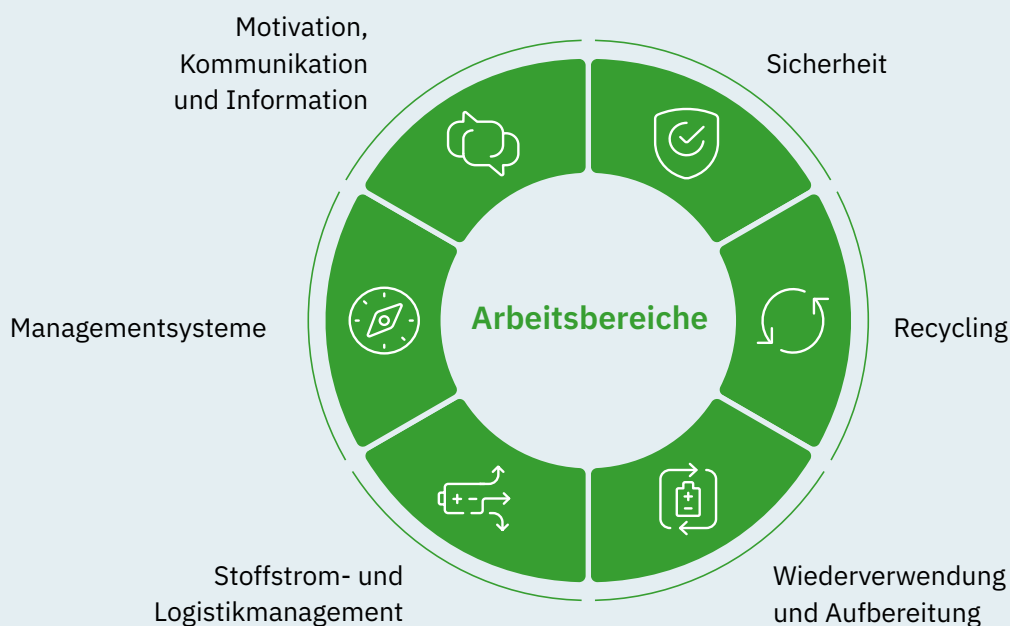 Motivation,
Kommunikation
und Information
Sicherheit
Managementsysteme
Arbeitsbereiche
Recycling
Stoffstrom- und
Logistikmanagement
Wiederverwendung
und Aufbereitung